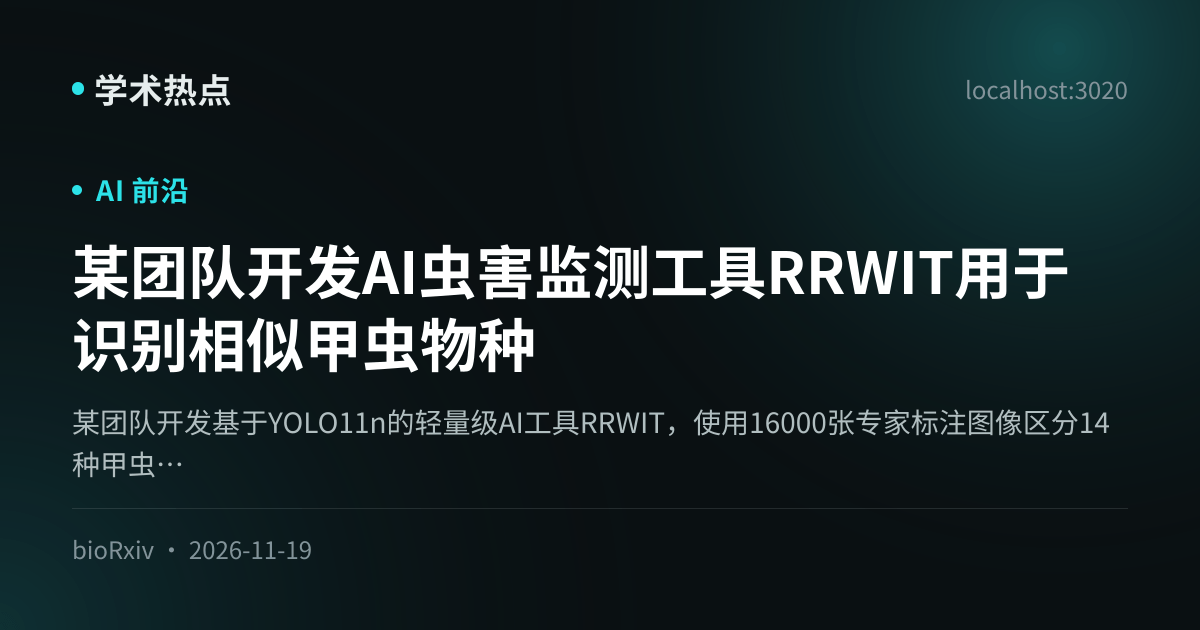 学术热点
localhost:3020
AI 前沿
某团队开发AI虫害监测工具RRWIT用于
识别相似甲虫物种
某团队开发基于YOLO11n的轻量级AI工具RRWIT，使用16000张专家标注图像区分14
种甲虫…
bioRxiv • 2026-11-19